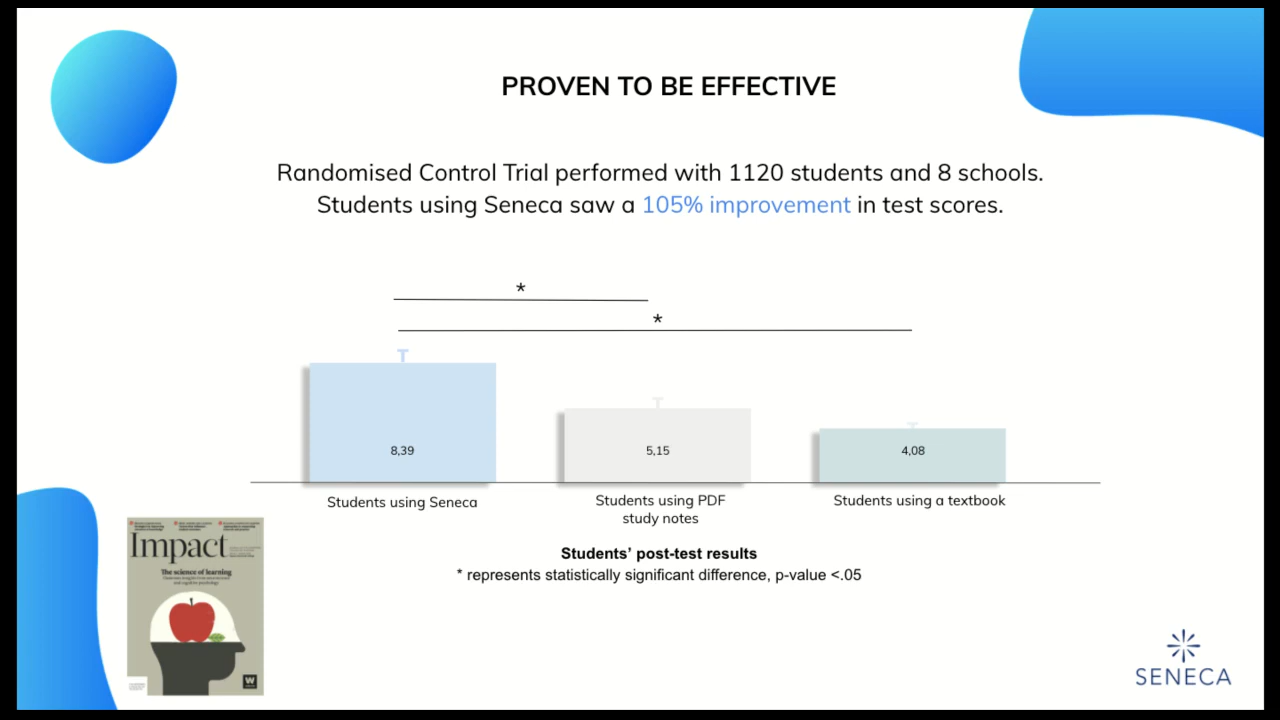 PROVEN TO BE EFFECTIVE
Randomised Control Trial performed with 1120 students and 8 schools.
Students using Seneca saw a 105% improvement in test scores.
*
*
8,39
5,15
4,08
Students using Seneca
Students using PDF
study notes
Students using a textbook
Students’ post-test results
* represents statistically significant difference, p-value <.05
Impact
The science of learning
W
SENECA